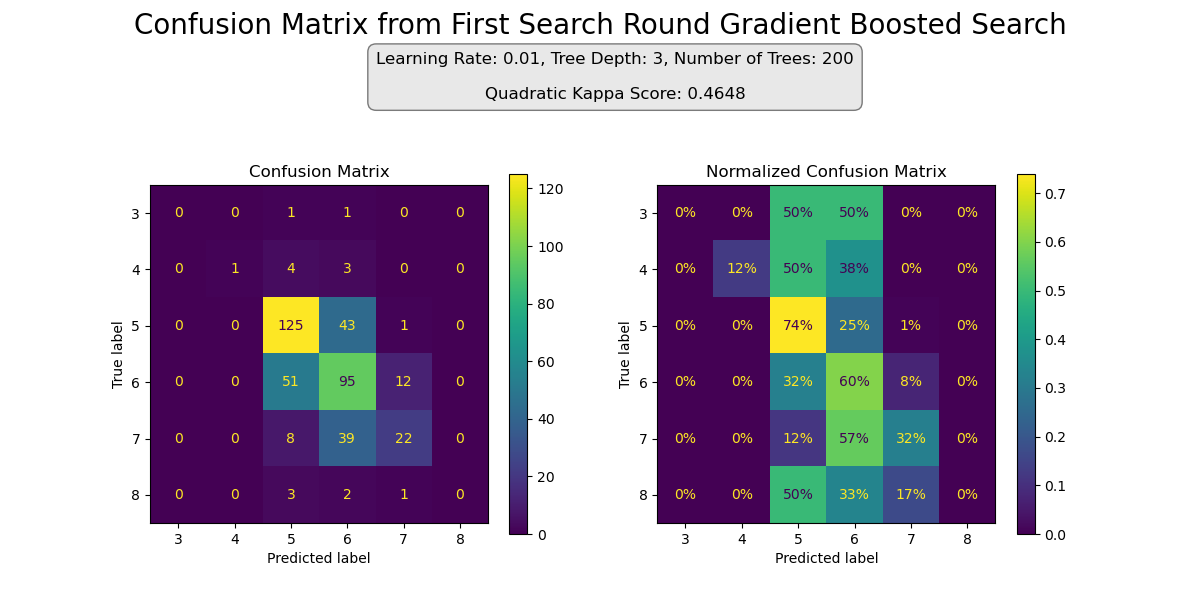 Confusion Matrix from First Search Round Gradient Boosted Search
Learning Rate: 0.01, Tree Depth: 3, Number of Trees: 200
Quadratic Kappa Score: 0.4648
Confusion Matrix
True label
3 0 0 1 1 0 0
4 0 1 4 3 0 0
5 0 0 125 43 1 0
6 0 0 51 95 12 0
7 0 0 8 39 22 0
8 0 0 3 2 1 0
3 4 5 6 7 8
Predicted label
120
100
80
60
40
20
0
Normalized Confusion Matrix
True label
3 0% 0% 50% 50% 0% 0%
4 0% 12% 50% 38% 0% 0%
5 0% 0% 74% 25% 1% 0%
6 0% 0% 32% 60% 8% 0%
7 0% 0% 12% 57% 32% 0%
8 0% 0% 50% 33% 17% 0%
3 4 5 6 7 8
Predicted label
0.7
0.6
0.5
0.4
0.3
0.2
0.1
0.0